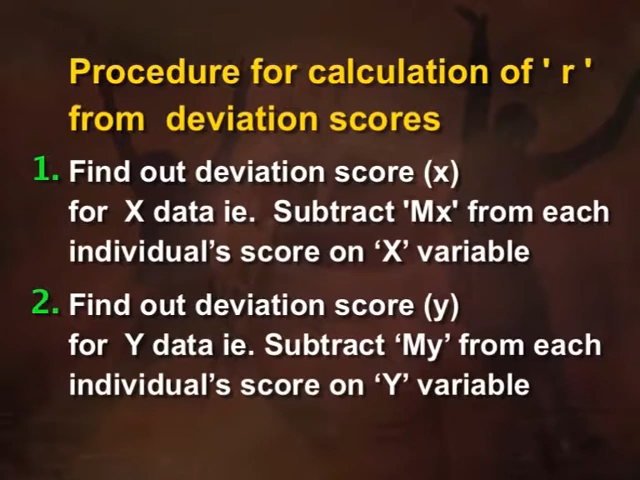 Procedure for calculation of ' r '
from deviation scores
1. Find out deviation score (x)
for X data ie. Subtract 'Mx' from each
individual’s score on ‘X’ variable
2. Find out deviation score (y)
for Y data ie. Subtract ‘My’ from each
individual’s score on ‘Y’ variable